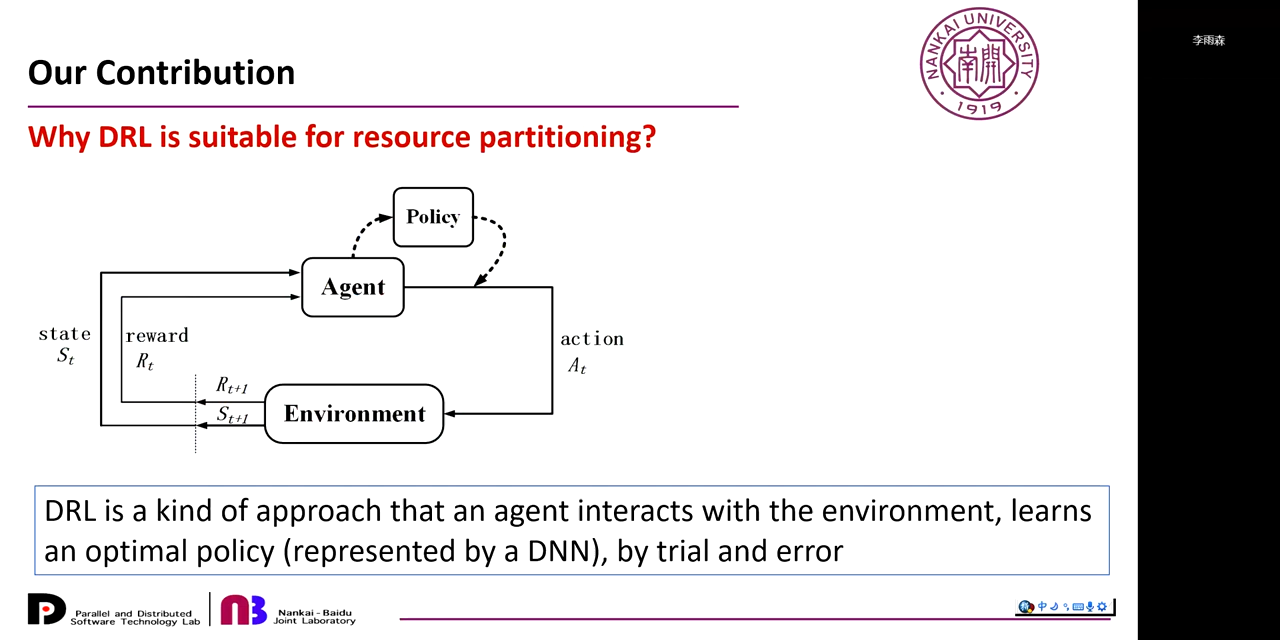 Our Contribution
NANKAI UNIVERSITY
南開
1919
李雨森
Why DRL is suitable for resource partitioning?
Policy
Agent
state
S_t
reward
R_t
action
A_t
R_{t+1}
S_{t+1}
Environment
DRL is a kind of approach that an agent interacts with the environment, learns
an optimal policy (represented by a DNN), by trial and error
Parallel and Distributed
Software Technology Lab
Nankai-Baidu
Joint Laboratory
中